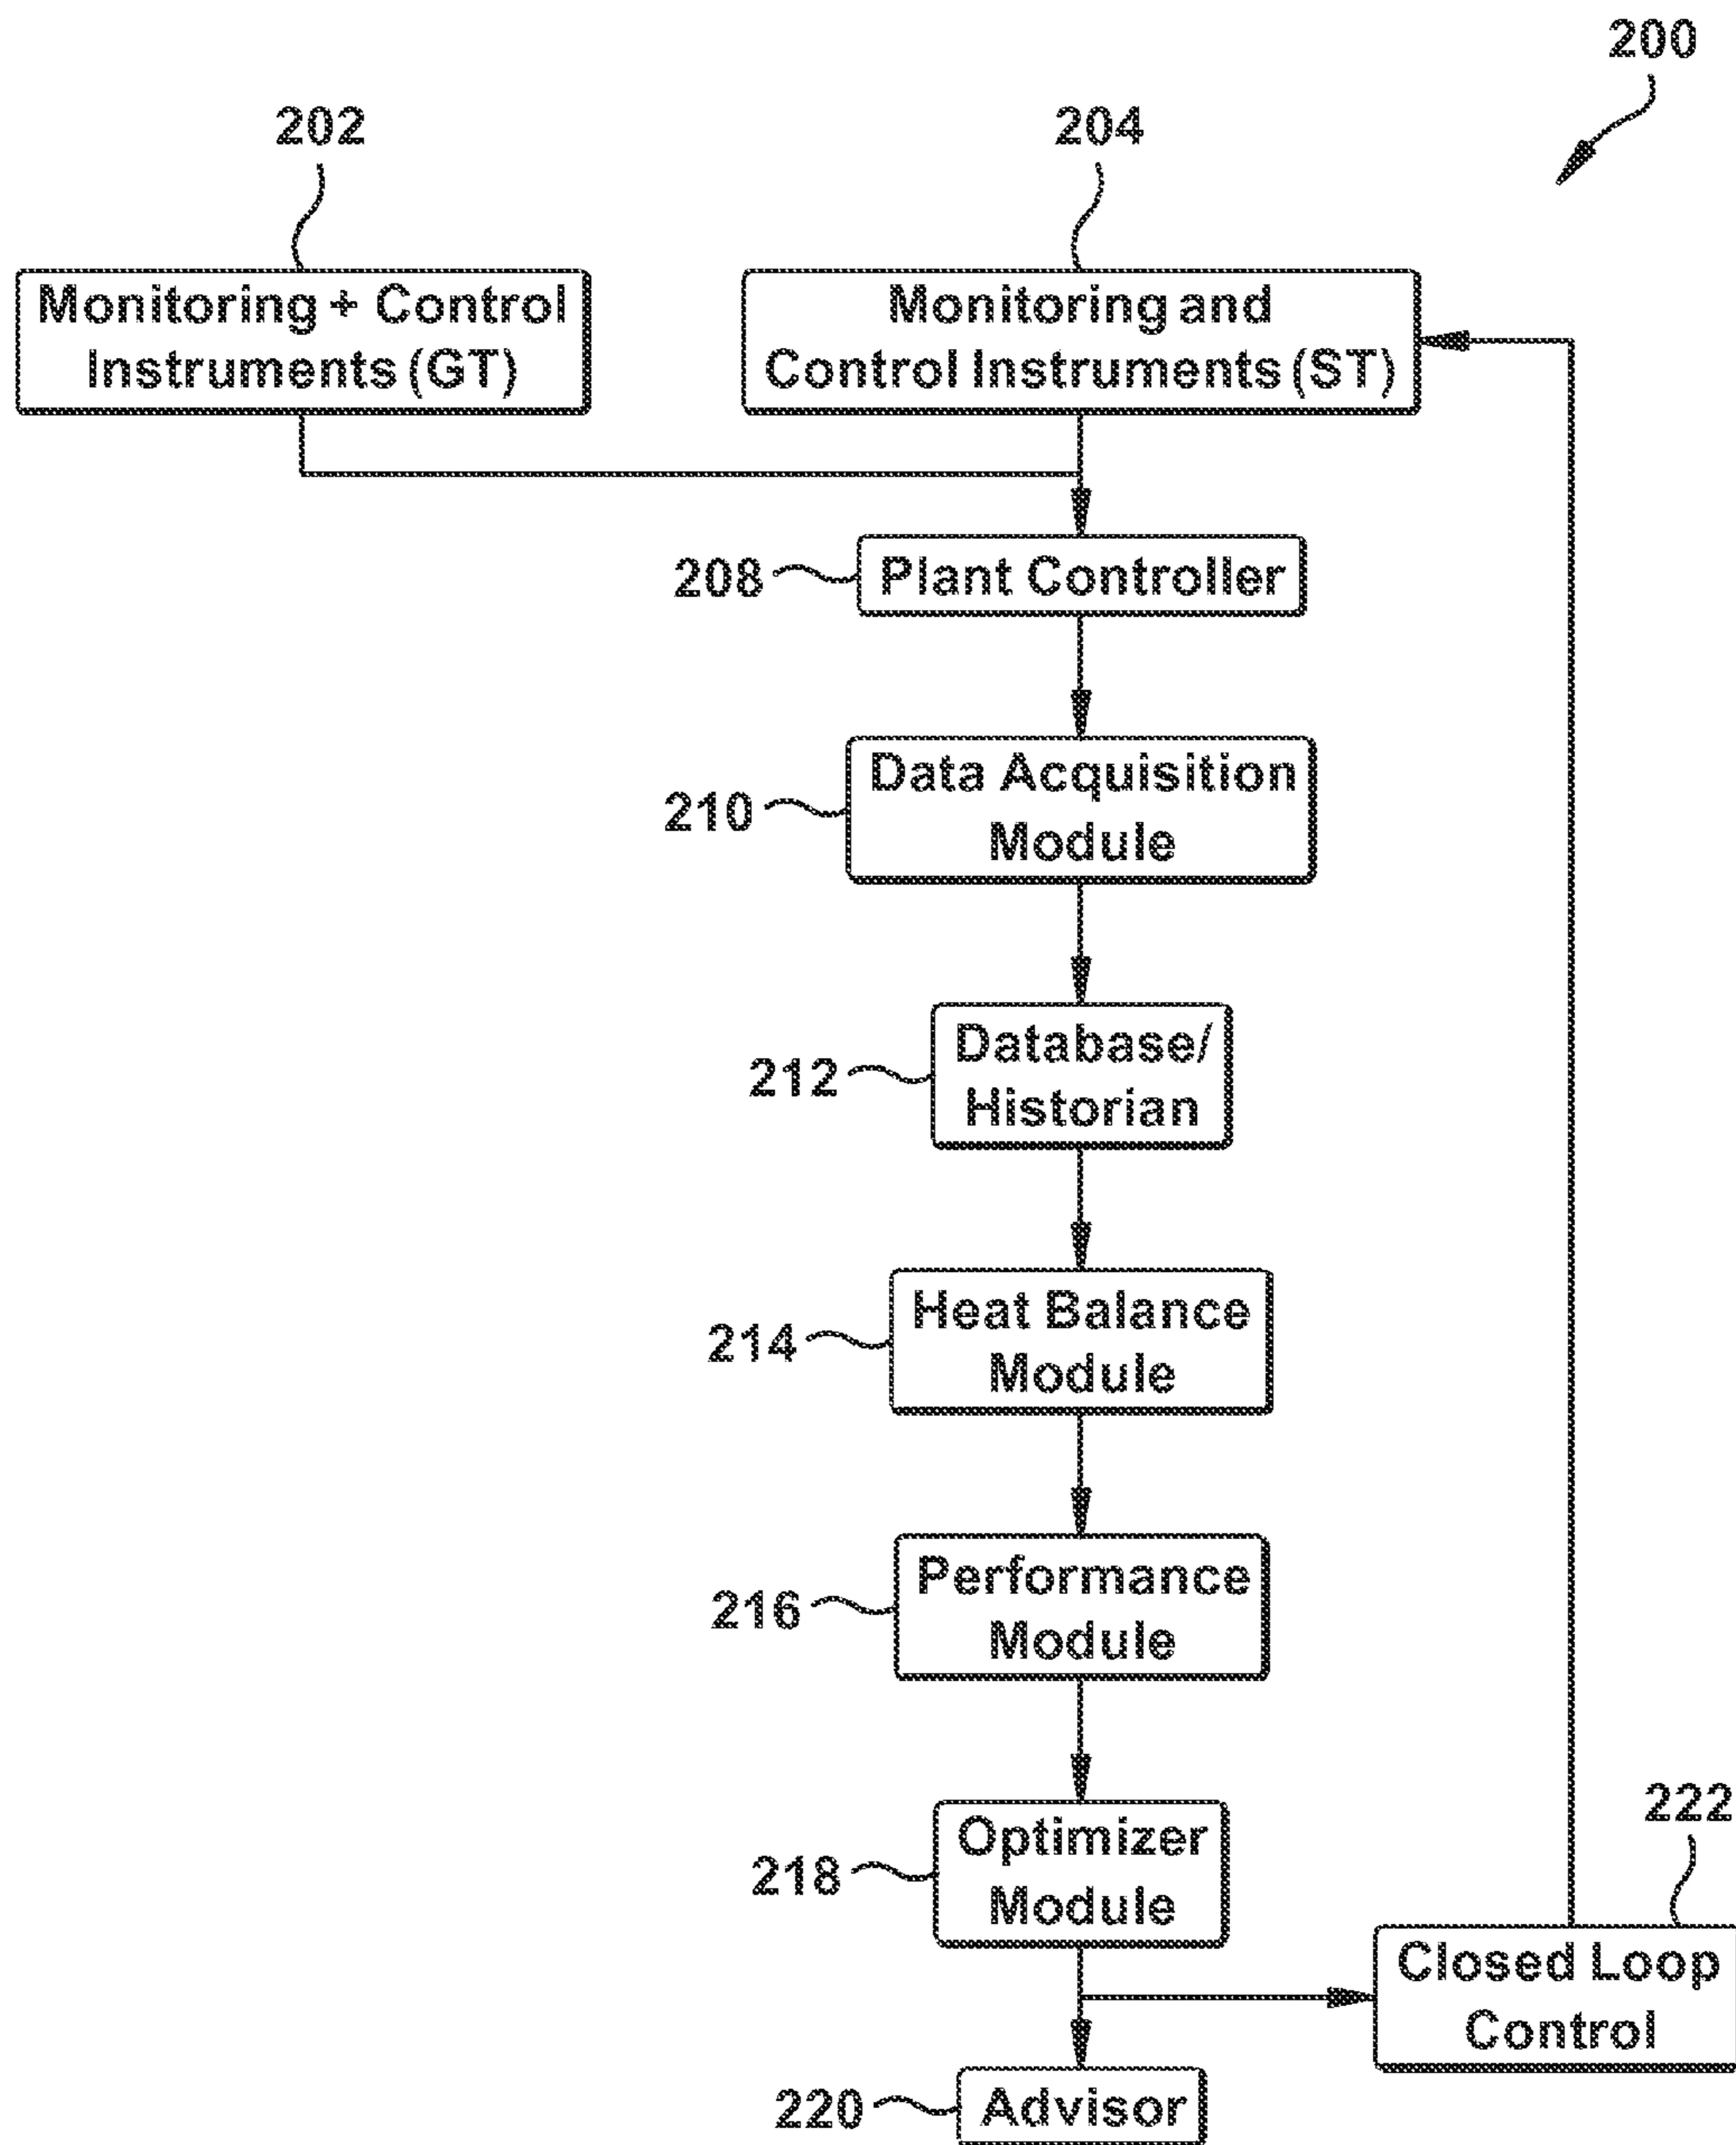 200
202
204
Monitoring + Control
Instruments (GT)
Monitoring and
Control Instruments (ST)
208
Plant Controller
210
Data Acquisition
Module
212
Database/
Historian
214
Heat Balance
Module
216
Performance
Module
218
Optimizer
Module
222
Closed Loop
Control
220
Advisor